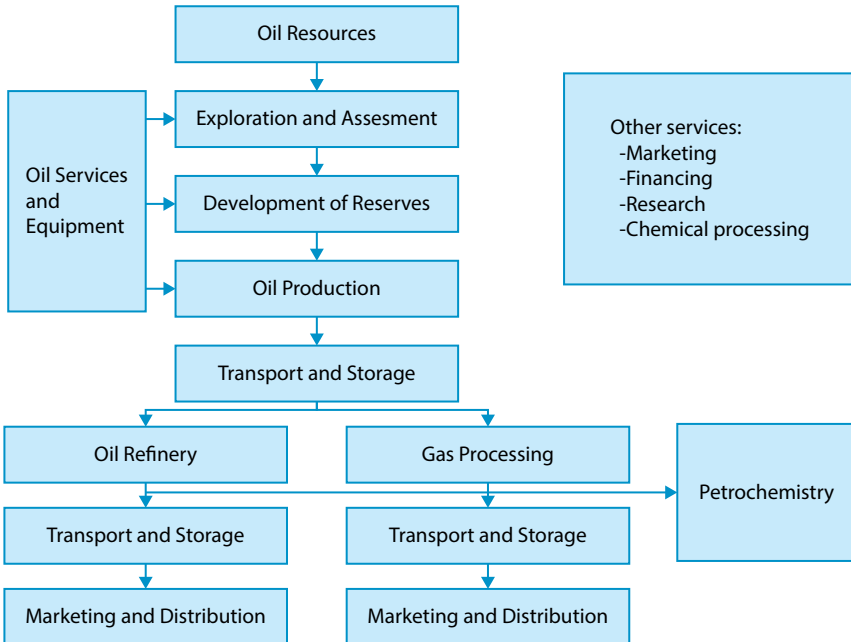 Oil Resources
Exploration and Assesment
Oil Services
and
Equipment
Development of Reserves
Oil Production
Other services:
-Marketing
-Financing
-Research
-Chemical processing
Transport and Storage
Oil Refinery
Gas Processing
Petrochemistry
Transport and Storage
Transport and Storage
Marketing and Distribution
Marketing and Distribution